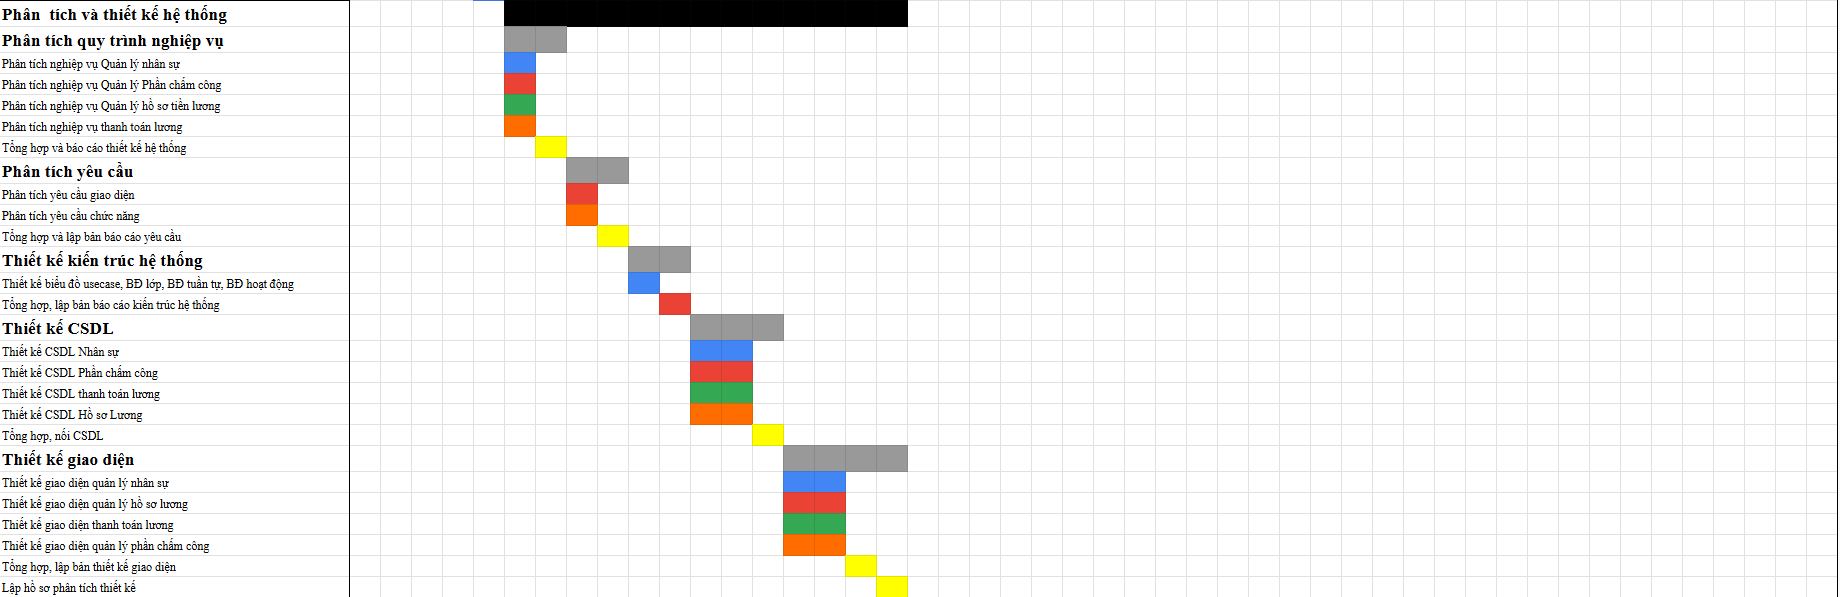 Phân tích và thiết kế hệ thống
Phân tích quy trình nghiệp vụ
Phân tích nghiệp vụ Quản lý nhân sự
Phân tích nghiệp vụ Quản lý Phần chấm công
Phân tích nghiệp vụ Quản lý hồ sơ tiền lương
Phân tích nghiệp vụ thanh toán lương
Tổng hợp và báo cáo thiết kế hệ thống
Phân tích yêu cầu
Phân tích yêu cầu giao diện
Phân tích yêu cầu chức năng
Tổng hợp và lập bản báo cáo yêu cầu
Thiết kế kiến trúc hệ thống
Thiết kế biểu đồ usecase, BĐ lớp, BĐ tuần tự, BĐ hoạt động
Tổng hợp, lập bản báo cáo kiến trúc hệ thống
Thiết kế CSDL
Thiết kế CSDL Nhân sự
Thiết kế CSDL Phần chấm công
Thiết kế CSDL thanh toán lương
Thiết kế CSDL Hồ sơ Lương
Tổng hợp, nối CSDL
Thiết kế giao diện
Thiết kế giao diện quản lý nhân sự
Thiết kế giao diện quản lý hồ sơ lương
Thiết kế giao diện thanh toán lương
Thiết kế giao diện quản lý phần chấm công
Tổng hợp, lập bản thiết kế giao diện
Lập hồ sơ phân tích thiết kế